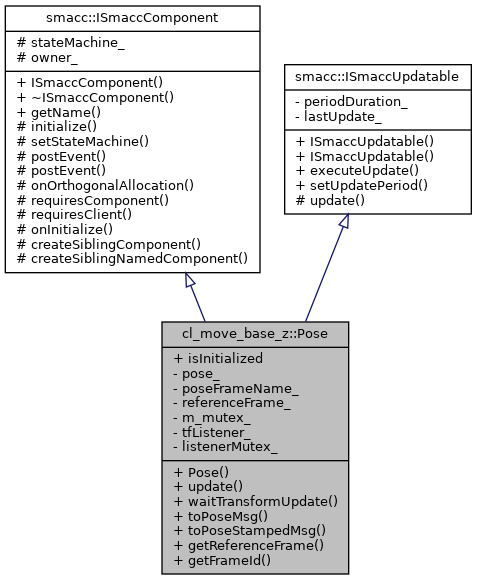 smacc::ISmaccComponent
# stateMachine_
# owner_
+ ISmaccComponent()
+ ~ISmaccComponent()
+ getName()
# initialize()
# setStateMachine()
# postEvent()
# postEvent()
# onOrthogonalAllocation()
# requiresComponent()
# requiresClient()
# onInitialize()
# createSiblingComponent()
# createSiblingNamedComponent()
smacc::ISmaccUpdatable
- periodDuration_
- lastUpdate_
+ ISmaccUpdatable()
+ ISmaccUpdatable()
+ executeUpdate()
+ setUpdatePeriod()
# update()
cl_move_base_z::Pose
+ isInitialized
- pose_
- poseFrameName_
- referenceFrame_
- m_mutex_
- tfListener_
- listenerMutex_
+ Pose()
+ update()
+ waitTransformUpdate()
+ toPoseMsg()
+ toPoseStampedMsg()
+ getReferenceFrame()
+ getFrameId()